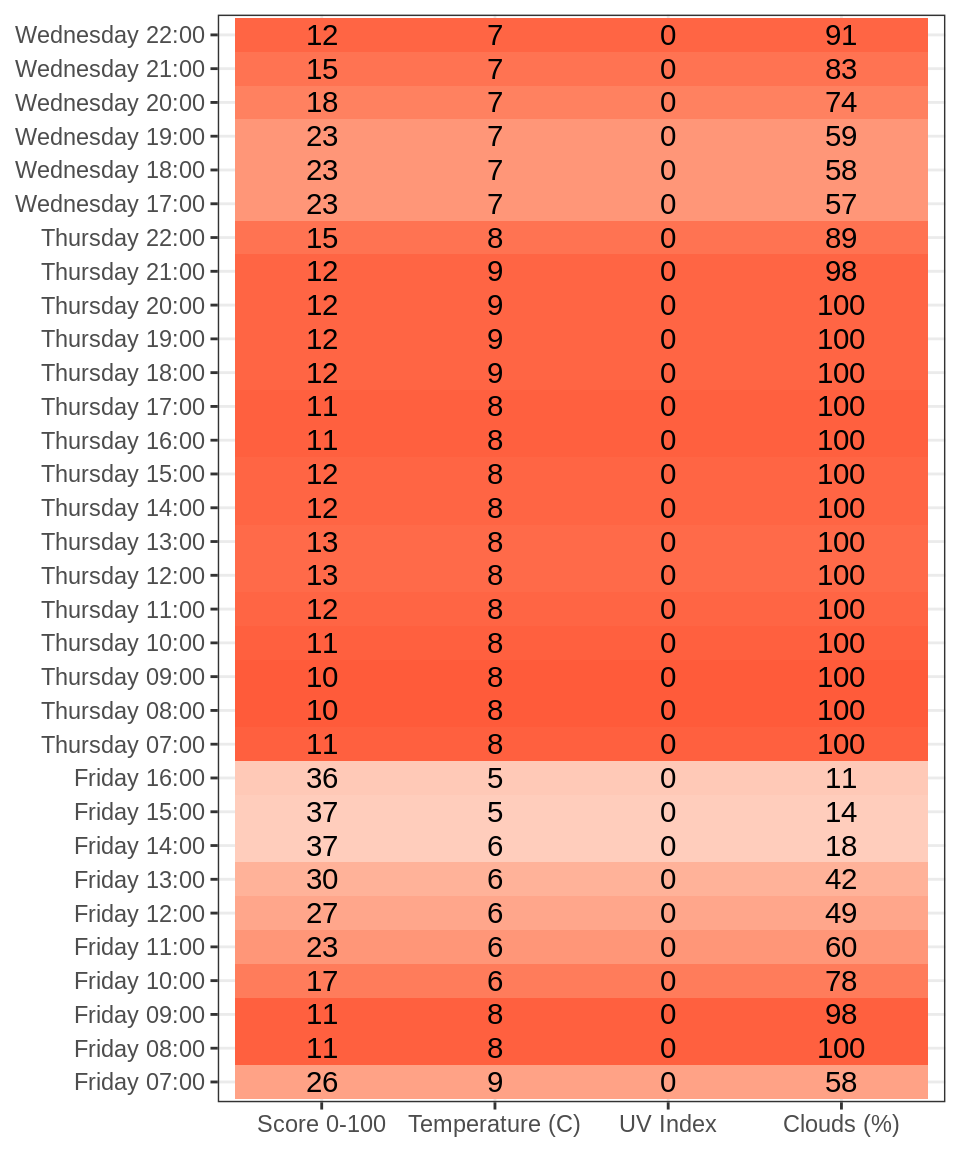 Wednesday 22:00 12 7 0 91
Wednesday 21:00 15 7 0 83
Wednesday 20:00 18 7 0 74
Wednesday 19:00 23 7 0 59
Wednesday 18:00 23 7 0 58
Wednesday 17:00 23 7 0 57
Thursday 22:00 15 8 0 89
Thursday 21:00 12 9 0 98
Thursday 20:00 12 9 0 100
Thursday 19:00 12 9 0 100
Thursday 18:00 12 9 0 100
Thursday 17:00 11 8 0 100
Thursday 16:00 11 8 0 100
Thursday 15:00 12 8 0 100
Thursday 14:00 12 8 0 100
Thursday 13:00 13 8 0 100
Thursday 12:00 13 8 0 100
Thursday 11:00 12 8 0 100
Thursday 10:00 11 8 0 100
Thursday 09:00 10 8 0 100
Thursday 08:00 10 8 0 100
Thursday 07:00 11 8 0 100
Friday 16:00 36 5 0 11
Friday 15:00 37 5 0 14
Friday 14:00 37 6 0 18
Friday 13:00 30 6 0 42
Friday 12:00 27 6 0 49
Friday 11:00 23 6 0 60
Friday 10:00 17 6 0 78
Friday 09:00 11 8 0 98
Friday 08:00 11 8 0 100
Friday 07:00 26 9 0 58
Score 0-100 Temperature (C) UV Index Clouds (%)